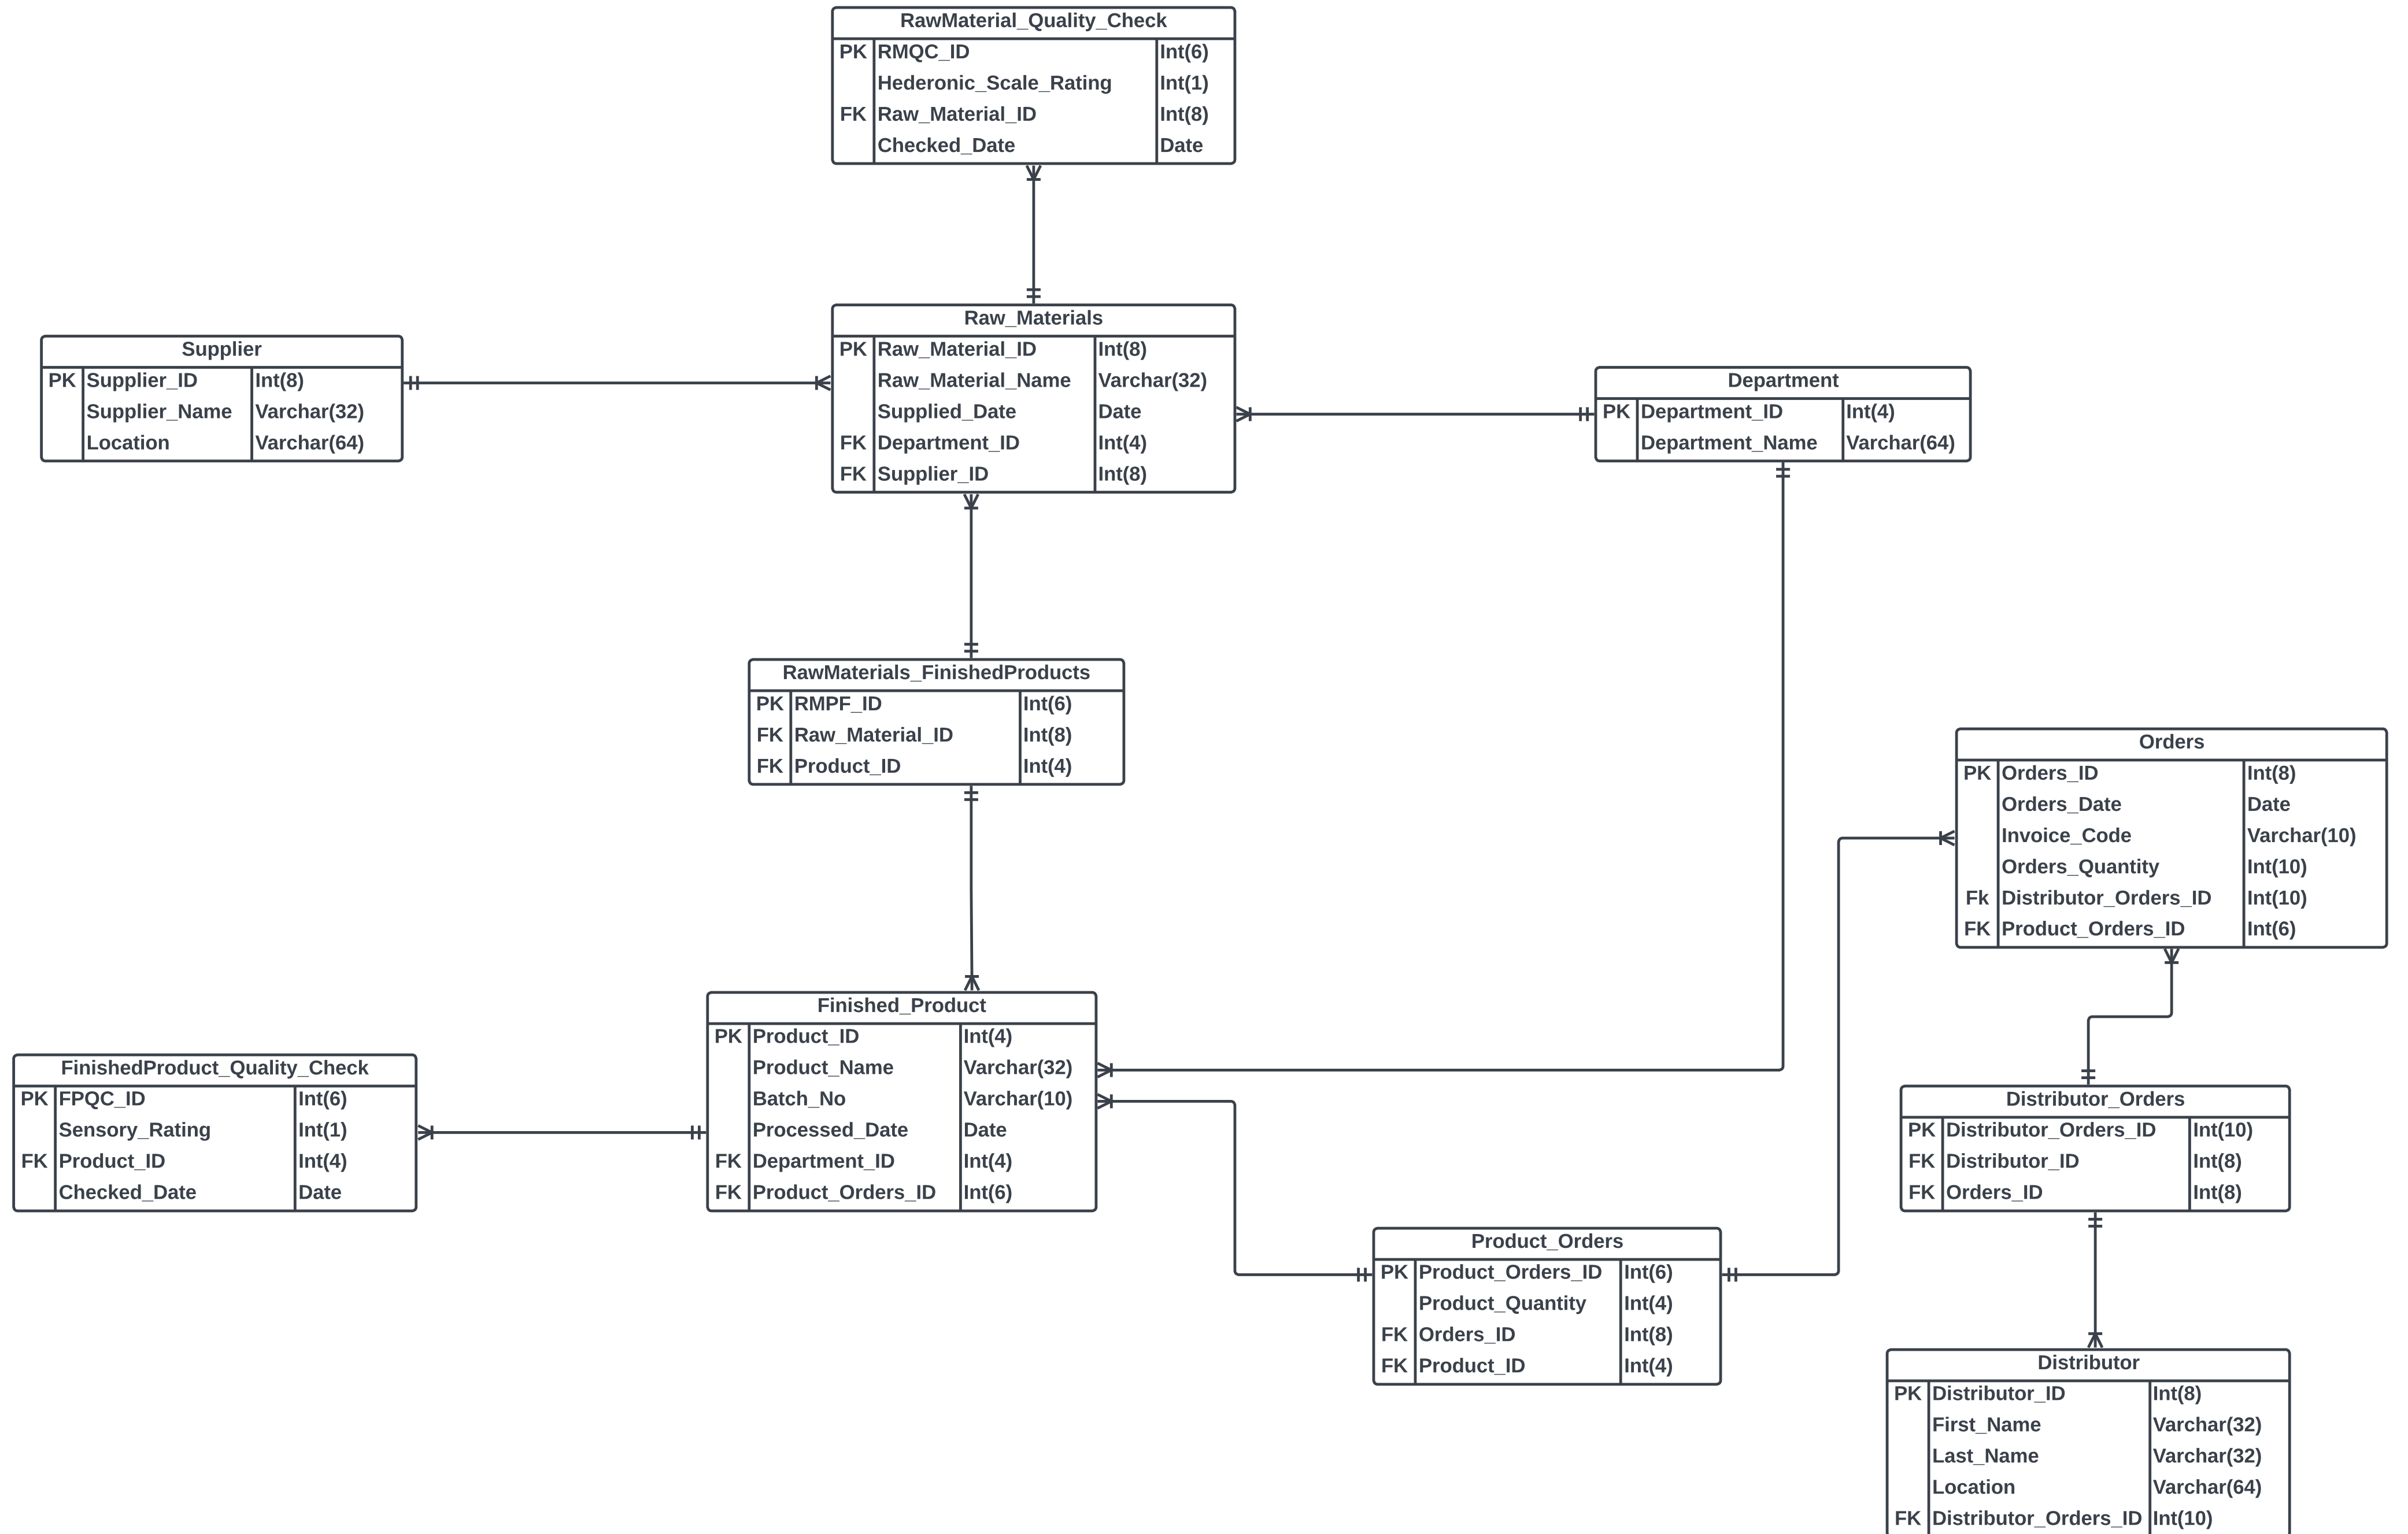 RawMaterial_Quality_Check
PK RMQC_ID Int(6)
Hederonic_Scale_Rating Int(1)
FK Raw_Material_ID Int(8)
Checked_Date Date
Raw_Materials
PK Raw_Material_ID Int(8)
Raw_Material_Name Varchar(32)
Supplied_Date Date
FK Department_ID Int(4)
FK Supplier_ID Int(8)
Supplier
PK Supplier_ID Int(8)
Supplier_Name Varchar(32)
Location Varchar(64)
Department
PK Department_ID Int(4)
Department_Name Varchar(64)
RawMaterials_FinishedProducts
PK RMPF_ID Int(6)
FK Raw_Material_ID Int(8)
FK Product_ID Int(4)
Orders
PK Orders_ID Int(8)
Orders_Date Date
Invoice_Code Varchar(10)
Orders_Quantity Int(10)
Fk Distributor_Orders_ID Int(10)
FK Product_Orders_ID Int(6)
Finished_Product
PK Product_ID Int(4)
Product_Name Varchar(32)
Batch_No Varchar(10)
Processed_Date Date
FK Department_ID Int(4)
FK Product_Orders_ID Int(6)
FinishedProduct_Quality_Check
PK FPQC_ID Int(6)
Sensory_Rating Int(1)
FK Product_ID Int(4)
Checked_Date Date
Distributor_Orders
PK Distributor_Orders_ID Int(10)
FK Distributor_ID Int(8)
FK Orders_ID Int(8)
Product_Orders
PK Product_Orders_ID Int(6)
Product_Quantity Int(4)
FK Orders_ID Int(8)
FK Product_ID Int(4)
Distributor
PK Distributor_ID Int(8)
First_Name Varchar(32)
Last_Name Varchar(32)
Location Varchar(64)
FK Distributor_Orders_ID Int(10)